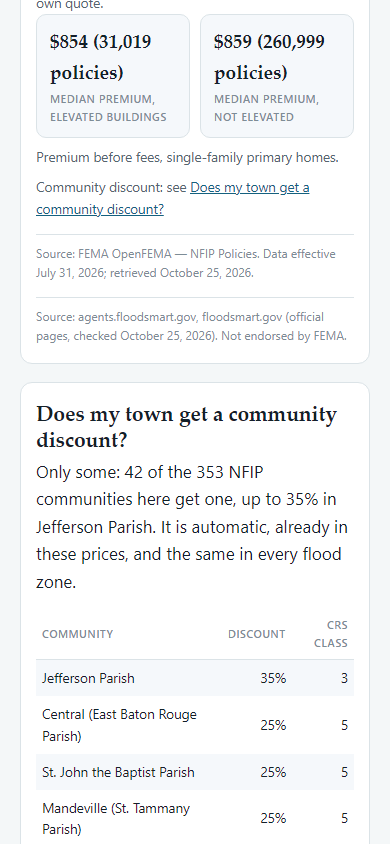 own quote.
$854 (31,019
policies)
MEDIAN PREMIUM,
ELEVATED BUILDINGS
$859 (260,999
policies)
MEDIAN PREMIUM,
NOT ELEVATED
Premium before fees, single-family primary homes.
Community discount: see Does my town get a
community discount?
Source: FEMA OpenFEMA — NFIP Policies. Data effective
July 31, 2026; retrieved October 25, 2026.
Source: agents.floodsmart.gov, floodsmart.gov (official
pages, checked October 25, 2026). Not endorsed by FEMA.
Does my town get a community
discount?
Only some: 42 of the 353 NFIP
communities here get one, up to 35% in
Jefferson Parish. It is automatic, already in
these prices, and the same in every flood
zone.
COMMUNITY DISCOUNT CRS
CLASS
Jefferson Parish 35% 3
Central (East Baton Rouge
Parish) 25% 5
St. John the Baptist Parish 25% 5
Mandeville (St. Tammany
Parish) 25% 5